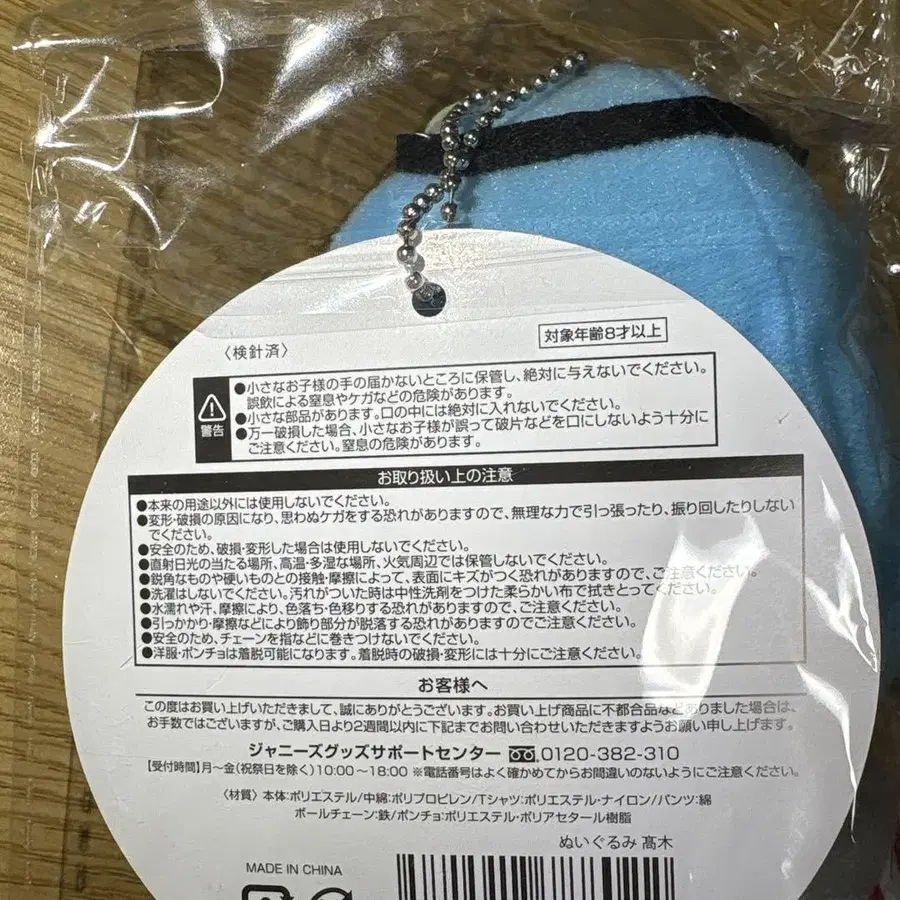 〈検針済〉
対象年齢8才以上
警告
●小さなお子様の手の届かないところに保管し、絶対に与えないでください。
誤飲による窒息やケガなどの危険があります。
●小さな部品があります。口の中には絶対に入れないでください。
●万一破損した場合、小さなお子様が誤って破片などを口にしないよう十分に
ご注意ください。窒息の危険があります。
お取り扱い上の注意
●本来の用途以外には使用しないでください。
●変形・破損の原因になり、思わぬケガをする恐れがありますので、無理な力で引っ張ったり、振り回したりしない
でください。
●安全のため、破損・変形した場合は使用しないでください。
●直射日光の当たる場所、高温・多湿な場所、火気周辺では保管しないでください。
●鋭角なものや硬いものとの接触・摩擦によって、表面にキズがつく恐れがありますので、ご注意ください。
●洗濯はしないでください。汚れがついた時は中性洗剤をつけた柔らかい布で拭きとってください。
●水濡れや汗、摩擦により、色落ち・色移りする恐れがありますので、ご注意ください。
●引っかかり・摩擦などにより飾り部分が脱落する恐れがありますのでご注意ください。
●安全のため、チェーンを指などに巻きつけないでください。
●洋服・ポンチョは着脱可能になります。着脱時の破損・変形には十分にご注意ください。
お客様へ
この度はお買い上げいただきまして、誠にありがとうございます。お買い上げ商品に不都合品などありました場合は、
お手数ではございますが、ご購入日より2週間以内に下記までお問い合わせいただきますようお願い申し上げます。
ジャニーズグッズサポートセンター 0120-382-310
【受付時間】月～金(祝祭日を除く)10:00～18:00 ※電話番号はよく確かめてからお間違いのないようにご注意ください。
〈材質〉本体:ポリエステル/中綿:ポリプロピレン/Tシャツ:ポリエステル・ナイロン/パンツ:綿
ボールチェーン:鉄/ポンチョ:ポリエステル・ポリアセタール樹脂
ぬいぐるみ 髙木
MADE IN CHINA